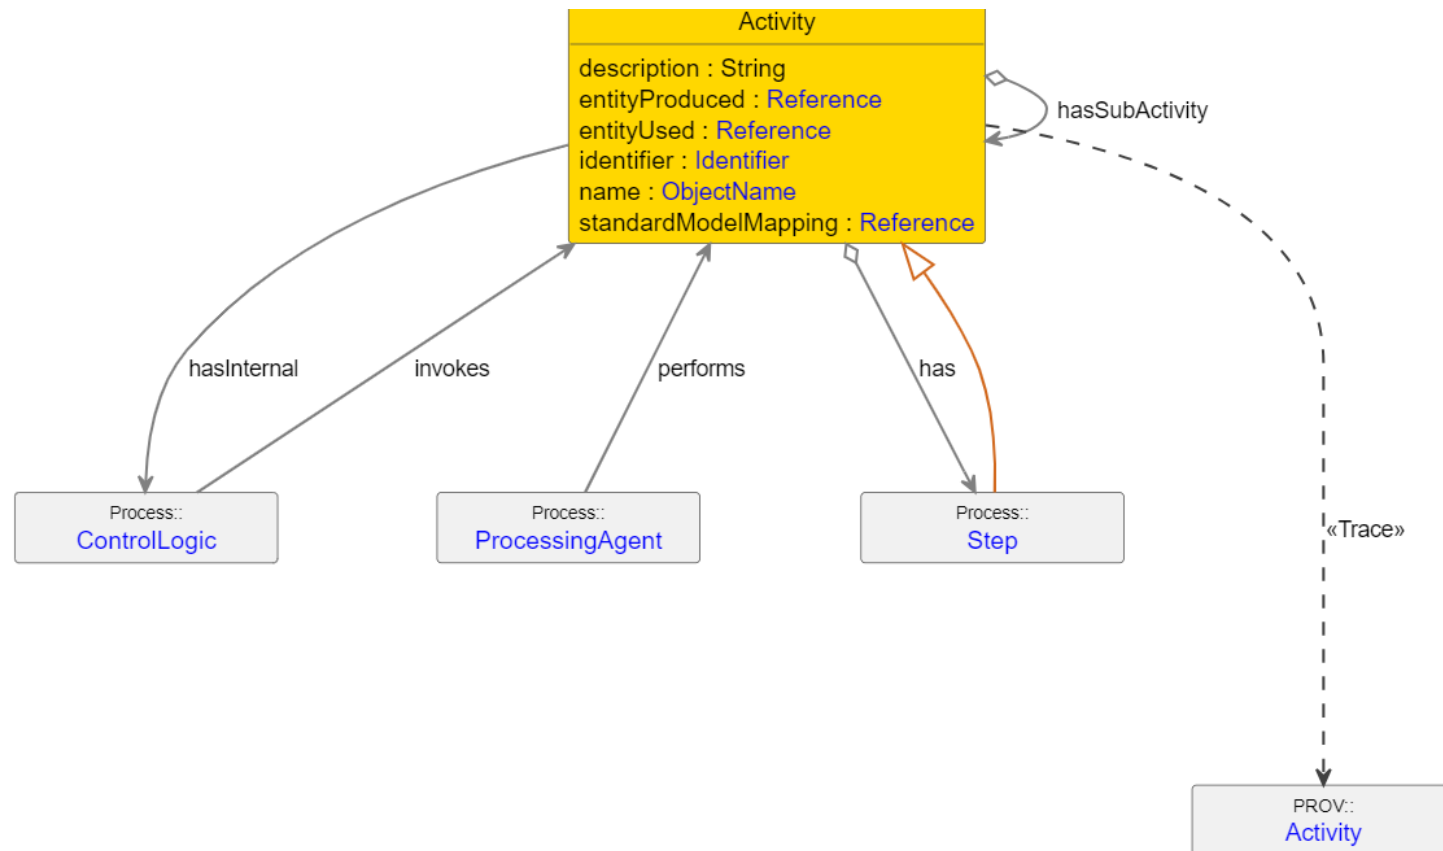 Activity
description : String
entityProduced : Reference
entityUsed : Reference
identifier : Identifier
name : ObjectName
standardModelMapping : Reference
hasSubActivity
hasInternal
invokes
performs
has
Process::
ControlLogic
Process::
ProcessingAgent
Process::
Step
«Trace»
PROV::
Activity